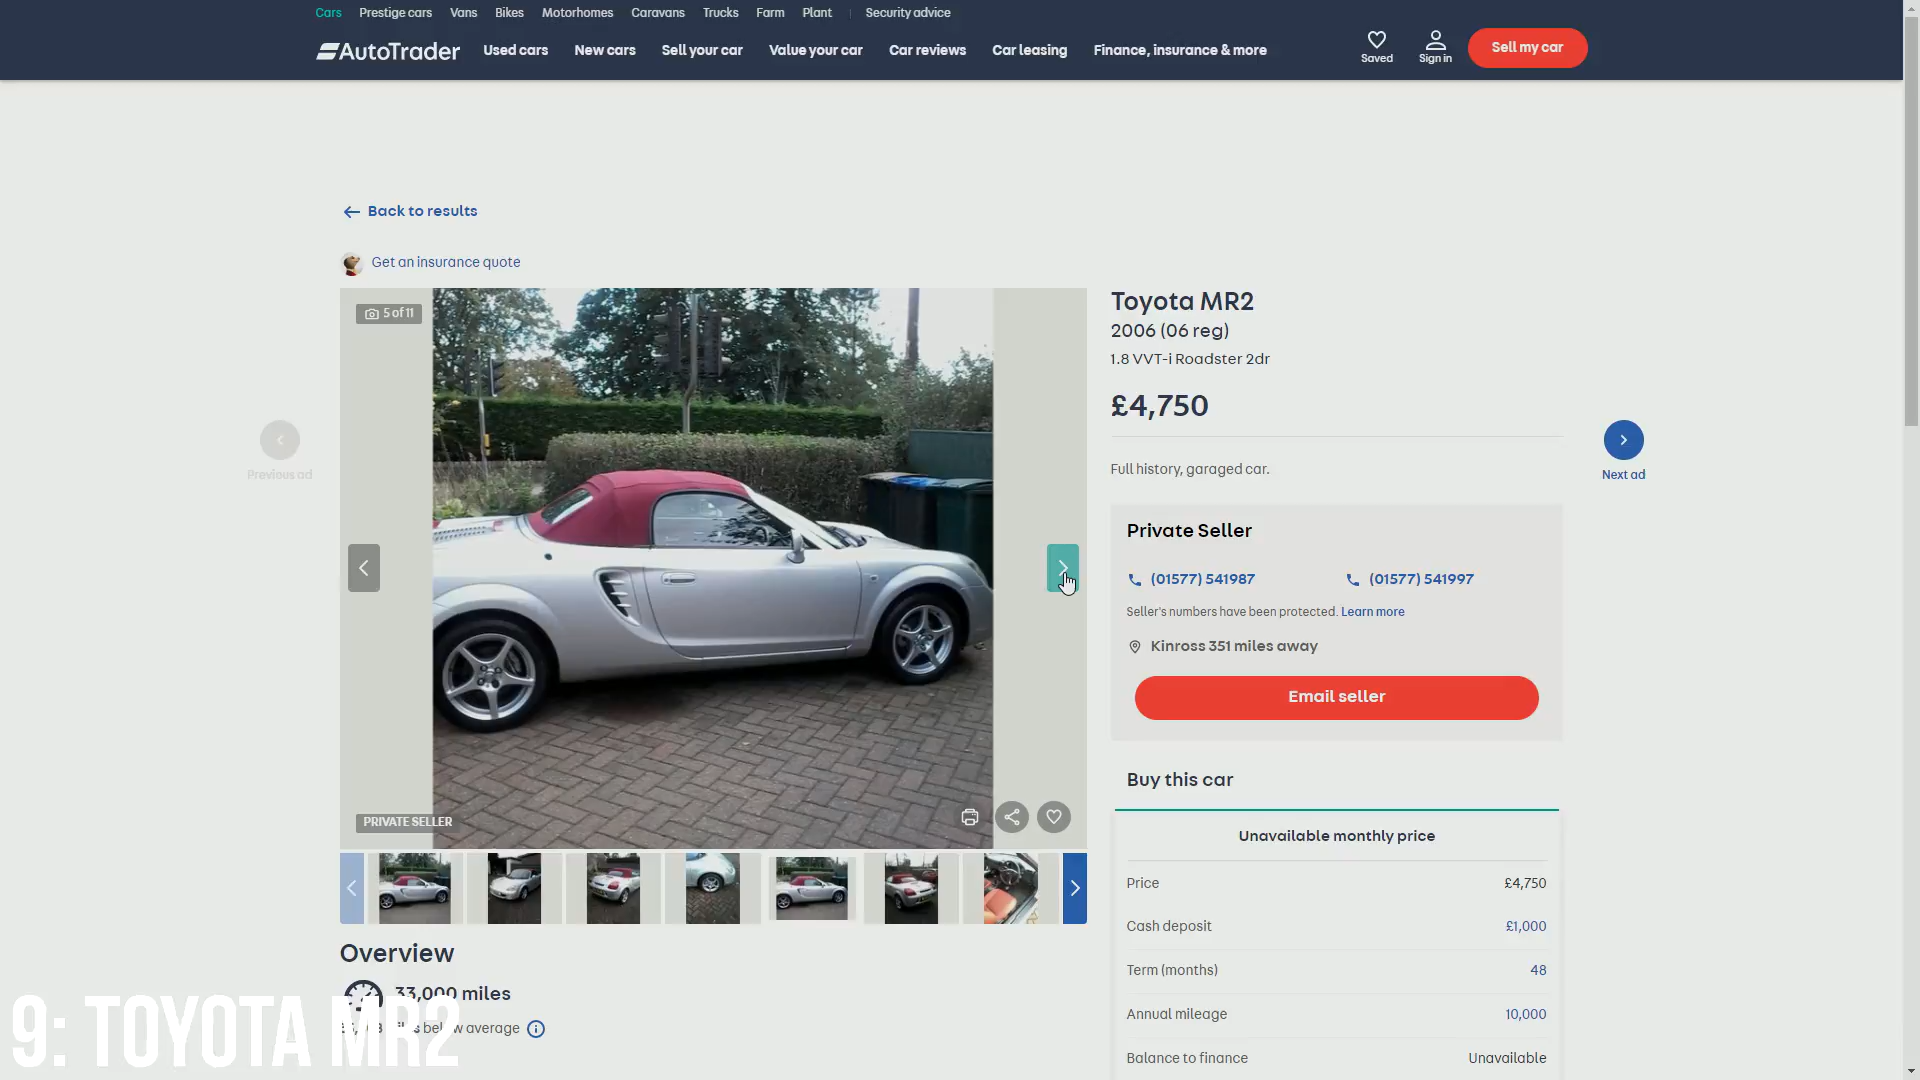 Cars Prestige cars Vans Bikes Motorhomes Caravans Trucks Farm Plant Security advice
AutoTrader Used cars New cars Sell your car Value your car Car reviews Car leasing Finance, insurance & more Saved Sign in Sell my car
Back to results
Get an insurance quote
5 of 11
Toyota MR2
2006 (06 reg)
1.8 VVT-i Roadster 2dr
£4,750
Previous ad
Next ad
Full history, garaged car.
Private Seller
(01577) 541987 (01577) 541997
Seller's numbers have been protected. Learn more
Kinross 351 miles away
Email seller
PRIVATE SELLER
Buy this car
Unavailable monthly price
Price £4,750
Cash deposit £1,000
Term (months) 48
Annual mileage 10,000
Balance to finance Unavailable
Overview
33,000 miles
below average
9: TOYOTA MR2